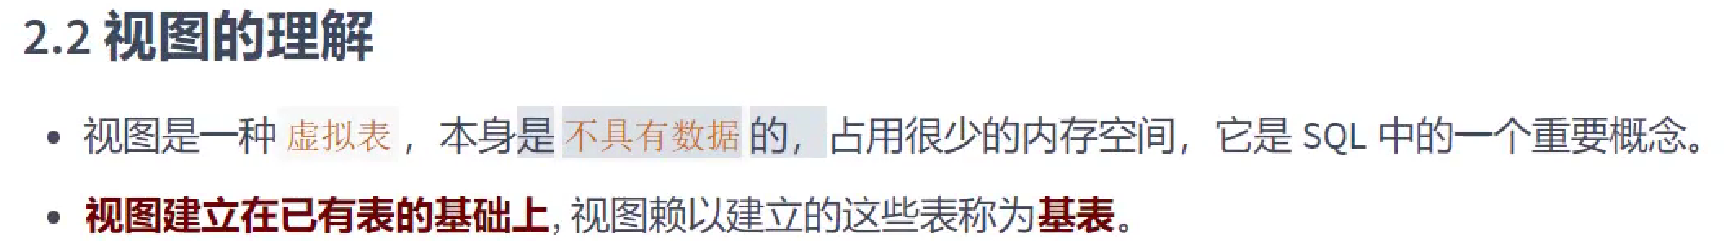 2.2 视图的理解
• 视图是一种 虚拟表 ，本身是 不具有数据 的，占用很少的内存空间，它是 SQL 中的一个重要概念。
• 视图建立在已有表的基础上, 视图赖以建立的这些表称为基表。